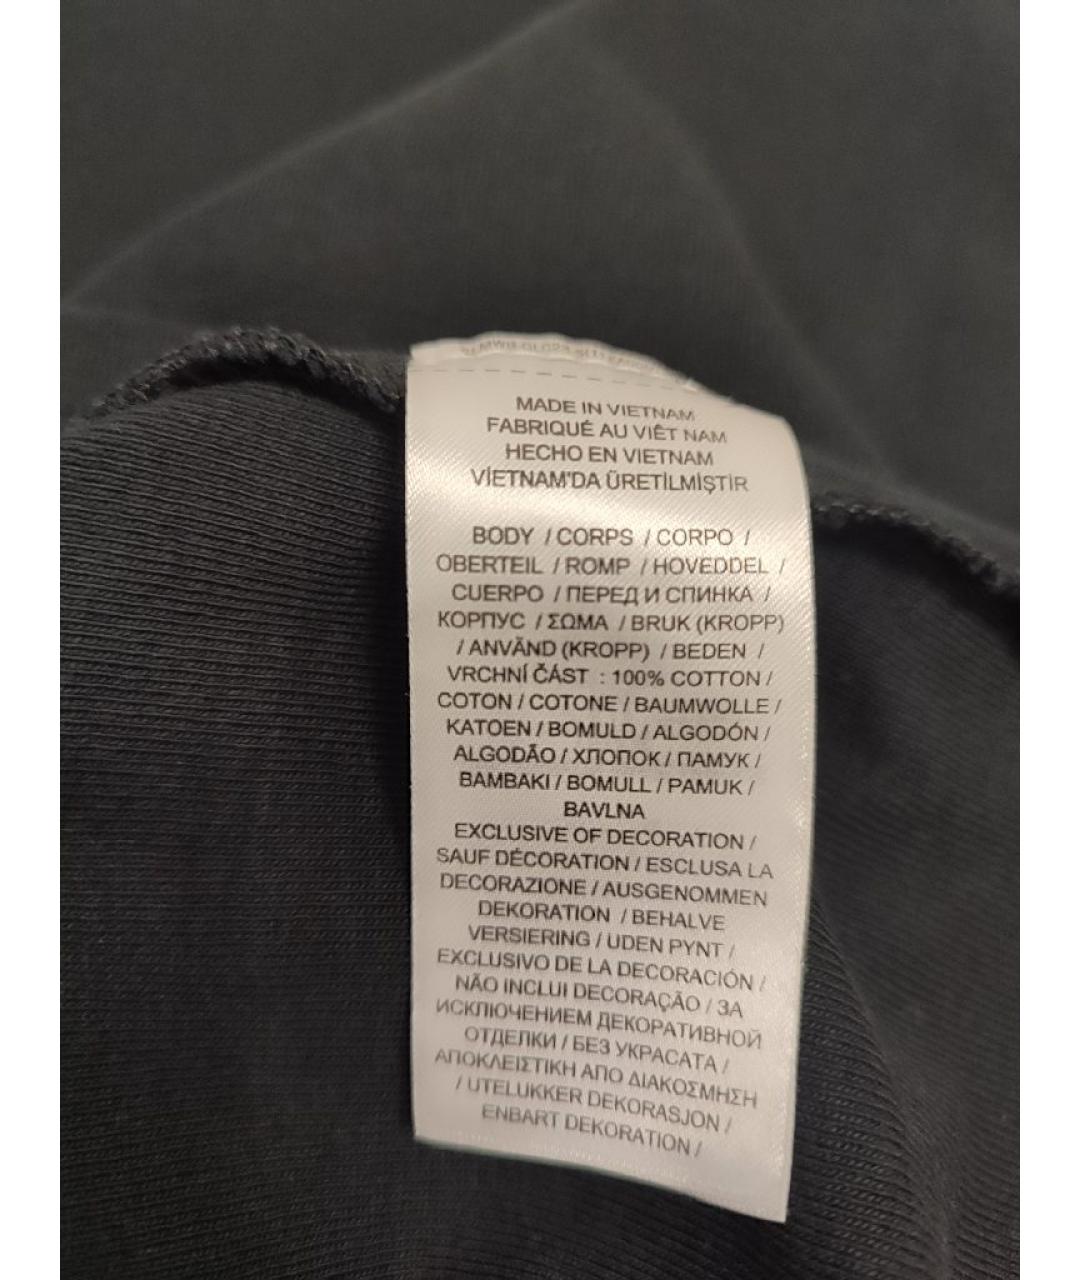 MADE IN VIETNAM
FABRIQUÉ AU VIÊT NAM
HECHO EN VIETNAM
VİETNAM'DA ÜRETİLMİŞTİR
BODY / CORPS / CORPO /
OBERTEIL / ROMP / HOVEDDEL /
CUERPO / ПЕРЕД И СПИНКА /
КОРПУС / ΣΩΜΑ / BRUK (KROPP)
/ ANVÄND (KROPP) / BEDEN /
VRCHNÍ ČÁST : 100% COTTON /
COTON / COTONE / BAUMWOLLE /
KATOEN / BOMULD / ALGODÓN /
ALGODÃO / ХЛОПОК / ПАМУК /
BAMBAKI / BOMULL / PAMUK /
BAVLNA
EXCLUSIVE OF DECORATION /
SAUF DÉCORATION / ESCLUSA LA
DECORAZIONE / AUSGENOMMEN
DEKORATION / BEHALVE
VERSIERING / UDEN PYNT /
EXCLUSIVO DE LA DECORACIÓN /
NÃO INCLUI DECORAÇÃO / ЗА
ИСКЛЮЧЕНИЕМ ДЕКОРАТИВНОЙ
ОТДЕЛКИ / БЕЗ УКРАСАТА /
ΑΠΟΚΛΕΙΣΤΙΚΗ ΑΠΟ ΔΙΑΚΟΣΜΗΣΗ
/ UTELUKKER DEKORASJON /
ENBART DEKORATION /